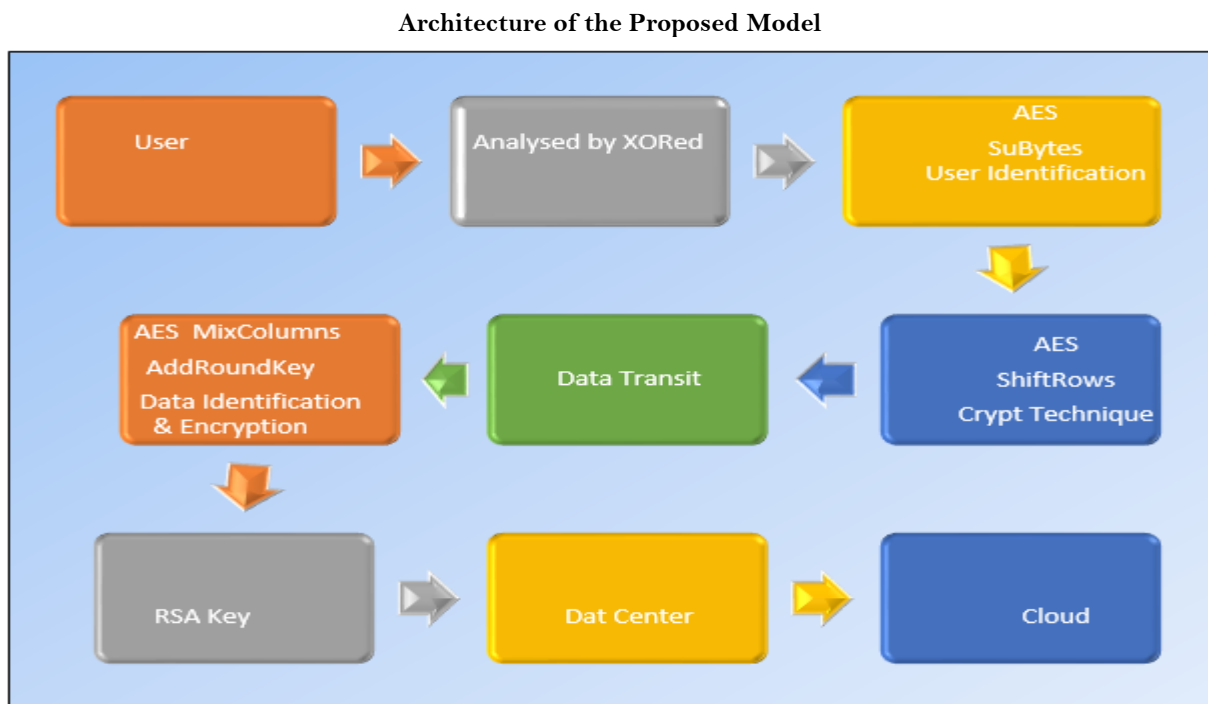 Architecture of the Proposed Model
User
Analysed by XORed
AES
SuBytes
User Identification
AES
ShiftRows
Crypt Technique
Data Transit
AES MixColumns
AddRoundKey
Data Identification
& Encryption
RSA Key
Dat Center
Cloud